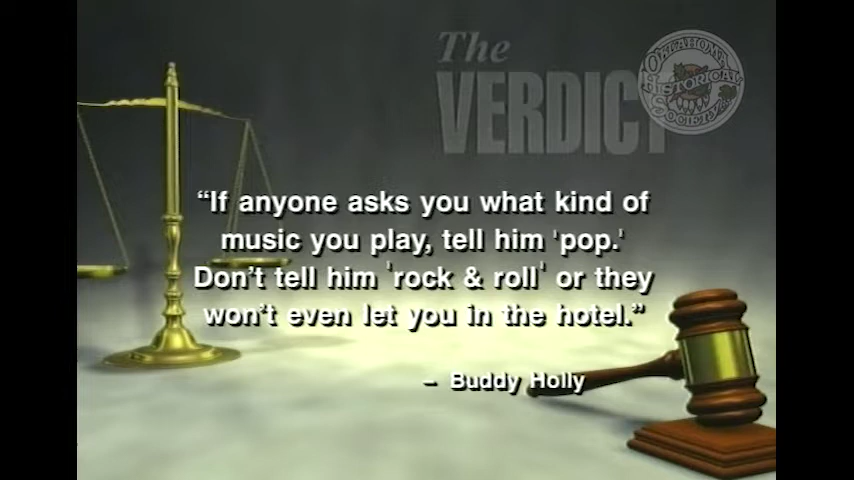 The
VERDICT
OKLAHOMA
HISTORICAL
SOCIETY
“If anyone asks you what kind of
music you play, tell him 'pop.'
Don’t tell him 'rock & roll' or they
won’t even let you in the hotel.”
– Buddy Holly